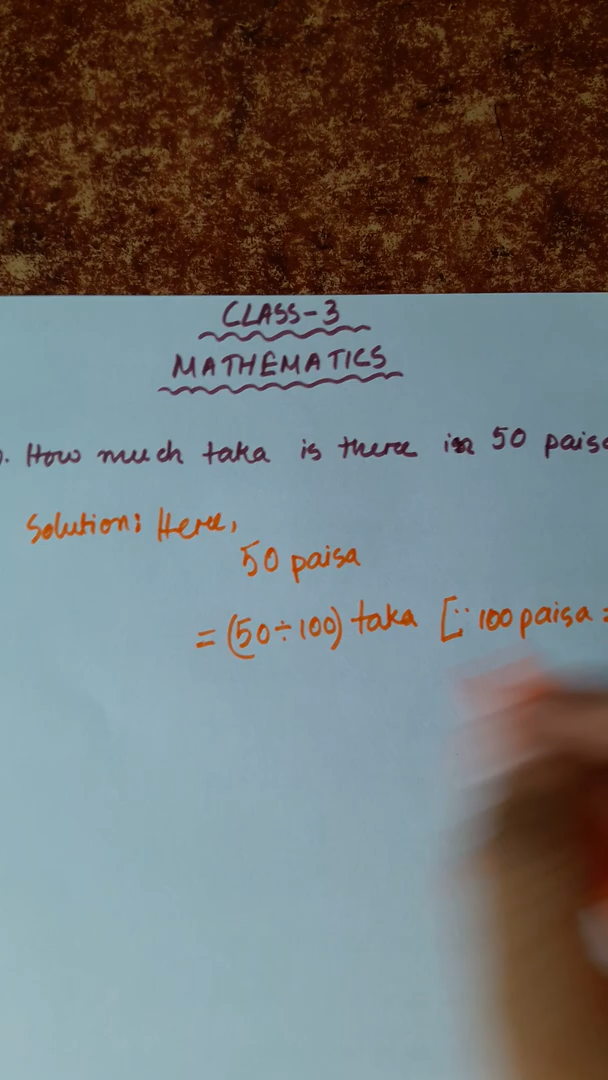 CLASS-3
MATHEMATICS
. How much taka is there in 50 paisa
Solution: Here,
50 paisa
= (50÷100) taka [∵ 100 paisa =